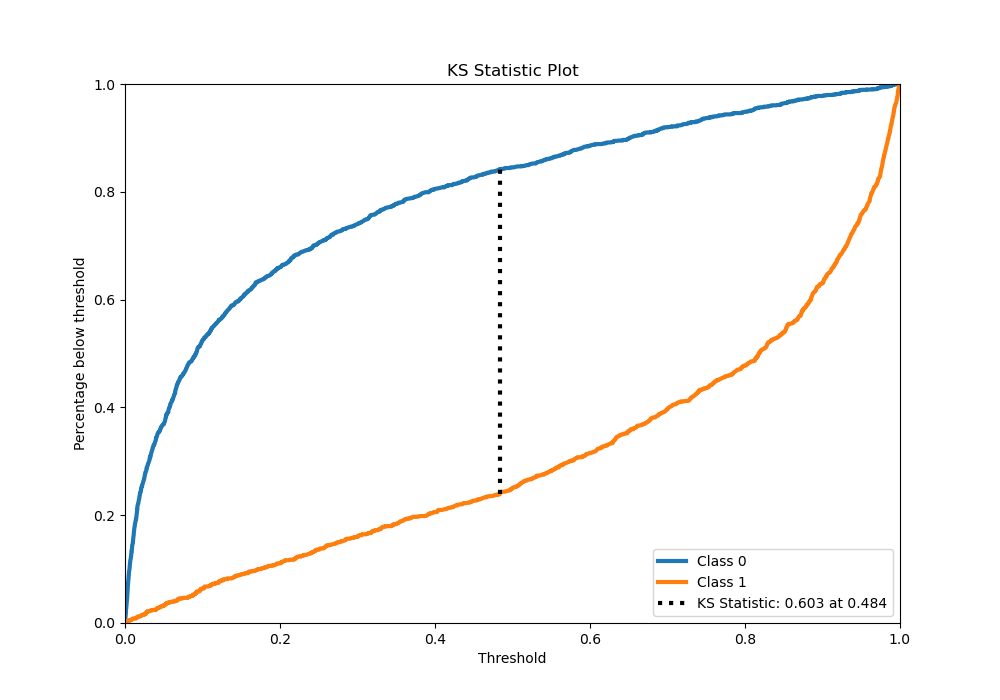 KS Statistic Plot
1.0
0.8
0.6
0.4
0.2
0.0
Percentage below threshold
0.0 0.2 0.4 0.6 0.8 1.0
Threshold
Class 0
Class 1
KS Statistic: 0.603 at 0.484